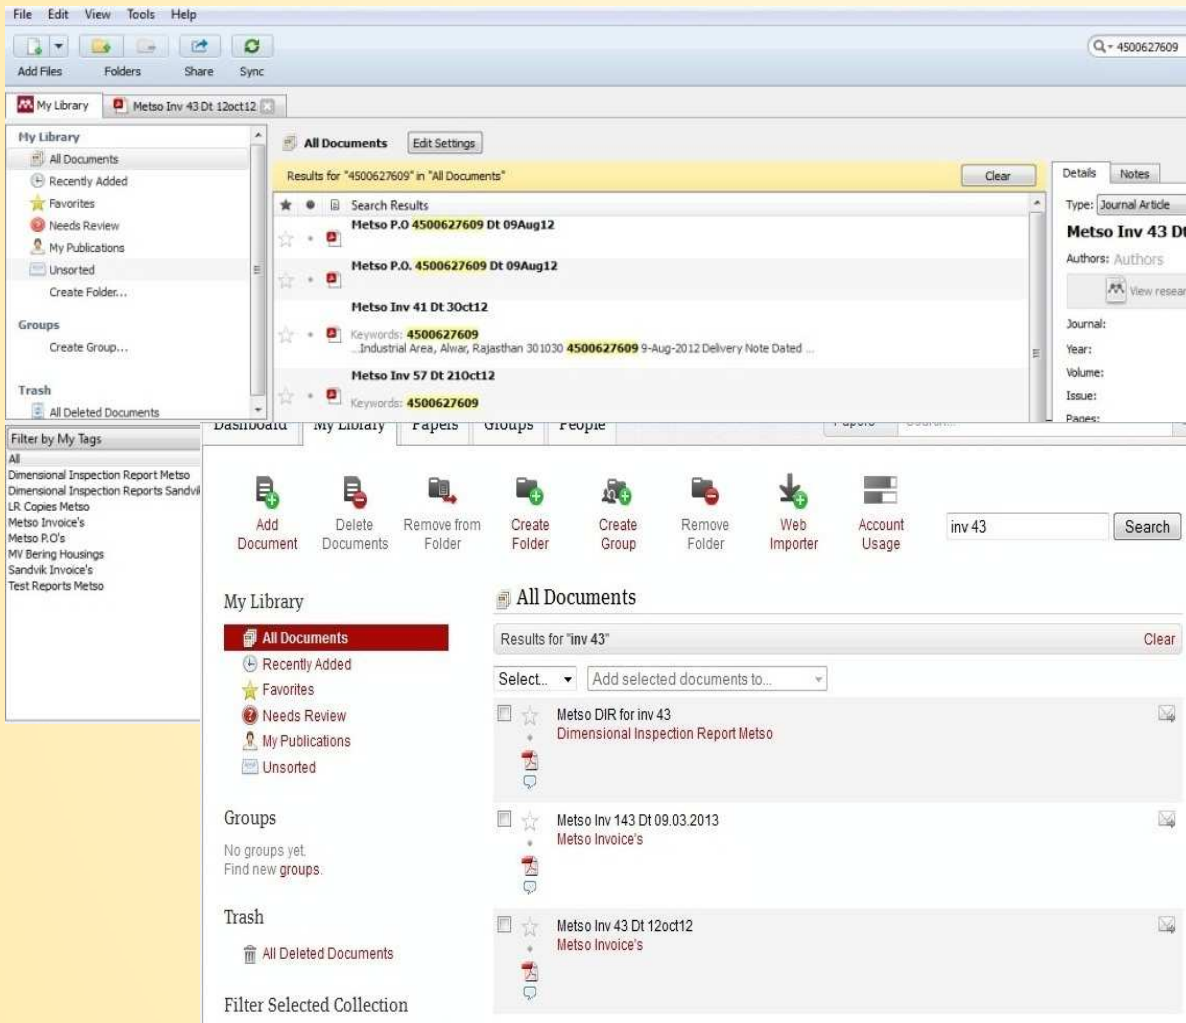 File Edit View Tools Help
Add Files Folders Share Sync
4500627609
My Library Metso Inv 43 Dt 12oct12
My Library
All Documents
Recently Added
Favorites
Needs Review
My Publications
Unsorted
Create Folder...
Groups
Create Group...
Trash
All Deleted Documents
All Documents Edit Settings
Results for "4500627609" in "All Documents" Clear
Search Results
Metso P.O 4500627609 Dt 09Aug12
Metso P.O. 4500627609 Dt 09Aug12
Metso Inv 41 Dt 30ct12
Keywords: 4500627609
...Industrial Area, Alwar, Rajasthan 301030 4500627609 9-Aug-2012 Delivery Note Dated ...
Metso Inv 57 Dt 21Oct12
Keywords: 4500627609
Details Notes
Type: Journal Article
Metso Inv 43 Dt
Authors: Authors
View resear
Journal:
Year:
Volume:
Issue:
Pages:
Filter by My Tags
All
Dimensional Inspection Report Metso
Dimensional Inspection Reports Sandvik
LR Copies Metso
Metso Invoice's
Metso P.O's
MV Bering Housings
Sandvik Invoice's
Test Reports Metso
Dashboard My Library Papers Groups People Papers Search...
Add Document
Delete Documents
Remove from Folder
Create Folder
Create Group
Remove Folder
Web Importer
Account Usage
inv 43 Search
My Library
All Documents
Recently Added
Favorites
Needs Review
My Publications
Unsorted
Groups
No groups yet.
Find new groups.
Trash
All Deleted Documents
Filter Selected Collection
All Documents
Results for "inv 43" Clear
Select... Add selected documents to...
Metso DIR for inv 43
Dimensional Inspection Report Metso
Metso Inv 143 Dt 09.03.2013
Metso Invoice's
Metso Inv 43 Dt 12oct12
Metso Invoice's